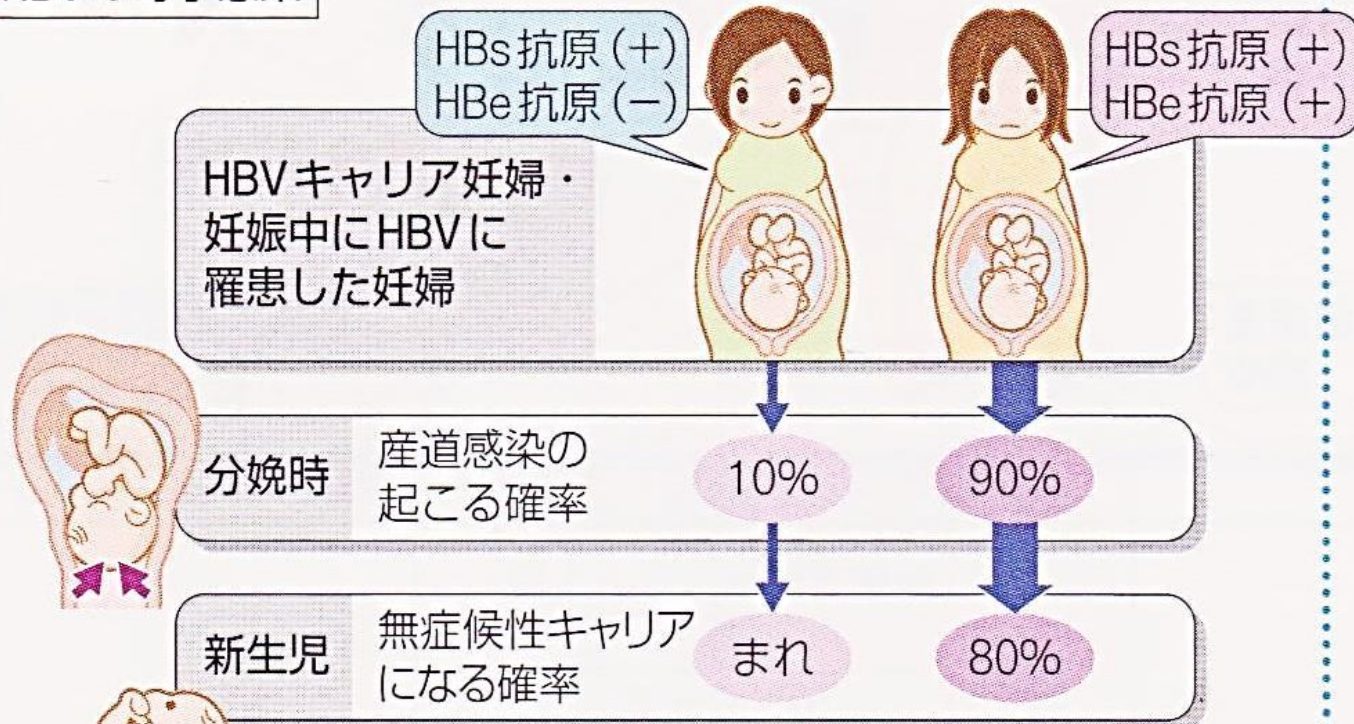 HBs抗原(+)
HBe抗原(−)
HBs抗原(+)
HBe抗原(+)
HBVキャリア妊婦・
妊娠中にHBVに
罹患した妊婦
分娩時
産道感染の
起こる確率
10%
90%
新生児
無症候性キャリア
になる確率
まれ
80%